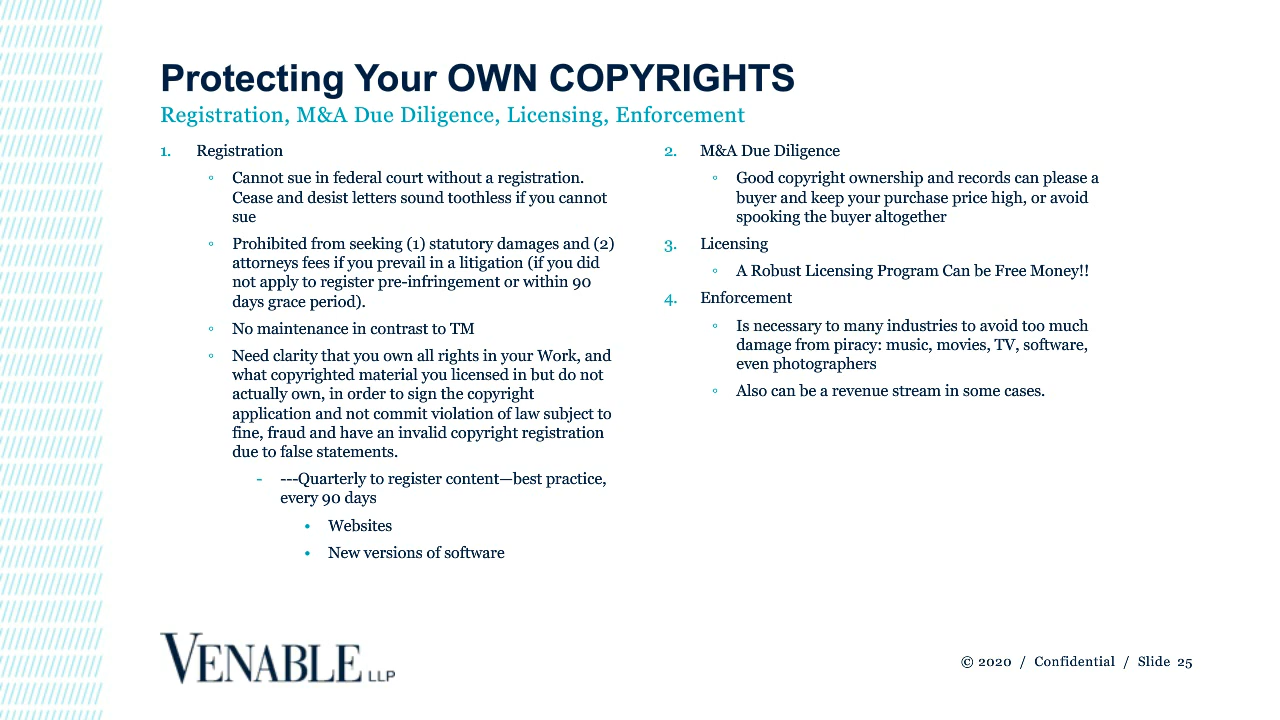 Protecting Your OWN COPYRIGHTS
Registration, M&A Due Diligence, Licensing, Enforcement
1. Registration
◦ Cannot sue in federal court without a registration.
Cease and desist letters sound toothless if you cannot
sue
◦ Prohibited from seeking (1) statutory damages and (2)
attorneys fees if you prevail in a litigation (if you did
not apply to register pre-infringement or within 90
days grace period).
◦ No maintenance in contrast to TM
◦ Need clarity that you own all rights in your Work, and
what copyrighted material you licensed in but do not
actually own, in order to sign the copyright
application and not commit violation of law subject to
fine, fraud and have an invalid copyright registration
due to false statements.
- ---Quarterly to register content—best practice,
every 90 days
• Websites
• New versions of software
2. M&A Due Diligence
◦ Good copyright ownership and records can please a
buyer and keep your purchase price high, or avoid
spooking the buyer altogether
3. Licensing
◦ A Robust Licensing Program Can be Free Money!!
4. Enforcement
◦ Is necessary to many industries to avoid too much
damage from piracy: music, movies, TV, software,
even photographers
◦ Also can be a revenue stream in some cases.
VENABLE LLP
© 2020 / Confidential / Slide 25